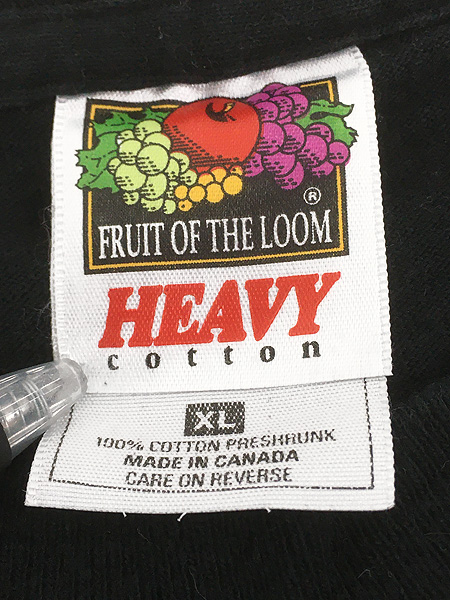 ®
FRUIT OF THE LOOM
HEAVY
cotton
XL
100% COTTON PRESHRUNK
MADE IN CANADA
CARE ON REVERSE